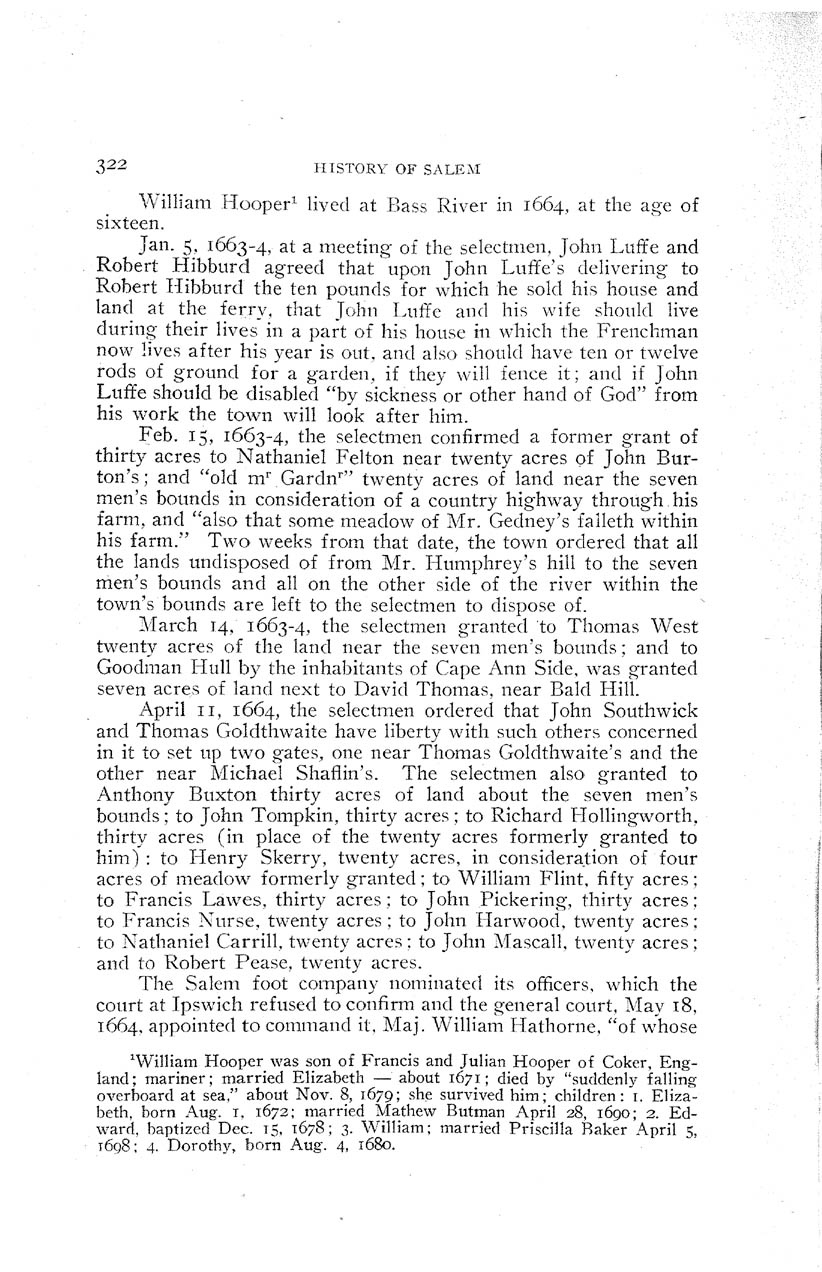 322 HISTORY OF SALEM
William Hooper¹ lived at Bass River in 1664, at the age of
sixteen.
Jan. 5, 1663-4, at a meeting of the selectmen, John Luffe and
Robert Hibburd agreed that upon John Luffe's delivering to
Robert Hibburd the ten pounds for which he sold his house and
land at the ferry, that John Luffe and his wife should live
during their lives in a part of his house in which the Frenchman
now lives after his year is out, and also should have ten or twelve
rods of ground for a garden, if they will fence it; and if John
Luffe should be disabled “by sickness or other hand of God” from
his work the town will look after him.
Feb. 15, 1663-4, the selectmen confirmed a former grant of
thirty acres to Nathaniel Felton near twenty acres of John Bur-
ton's; and “old mʳ Gardnʳ” twenty acres of land near the seven
men's bounds in consideration of a country highway through his
farm, and “also that some meadow of Mr. Gedney's falleth within
his farm.” Two weeks from that date, the town ordered that all
the lands undisposed of from Mr. Humphrey's hill to the seven
men's bounds and all on the other side of the river within the
town's bounds are left to the selectmen to dispose of.
March 14, 1663-4, the selectmen granted to Thomas West
twenty acres of the land near the seven men's bounds; and to
Goodman Hull by the inhabitants of Cape Ann Side, was granted
seven acres of land next to David Thomas, near Bald Hill.
April 11, 1664, the selectmen ordered that John Southwick
and Thomas Goldthwaite have liberty with such others concerned
in it to set up two gates, one near Thomas Goldthwaite's and the
other near Michael Shaflin's. The selectmen also granted to
Anthony Buxton thirty acres of land about the seven men's
bounds; to John Tompkin, thirty acres; to Richard Hollingworth,
thirty acres (in place of the twenty acres formerly granted to
him): to Henry Skerry, twenty acres, in consideration of four
acres of meadow formerly granted; to William Flint, fifty acres;
to Francis Lawes, thirty acres; to John Pickering, thirty acres;
to Francis Nurse, twenty acres; to John Harwood, twenty acres;
to Nathaniel Carrill, twenty acres; to John Mascall, twenty acres;
and to Robert Pease, twenty acres.
The Salem foot company nominated its officers, which the
court at Ipswich refused to confirm and the general court, May 18,
1664, appointed to command it, Maj. William Hathorne, “of whose
¹William Hooper was son of Francis and Julian Hooper of Coker, Eng-
land; mariner; married Elizabeth — about 1671; died by “suddenly falling
overboard at sea,” about Nov. 8, 1679; she survived him; children: 1. Eliza-
beth, born Aug. 1, 1672; married Mathew Butman April 28, 1690; 2. Ed-
ward, baptized Dec. 15, 1678; 3. William; married Priscilla Baker April 5,
1698; 4. Dorothy, born Aug. 4, 1680.